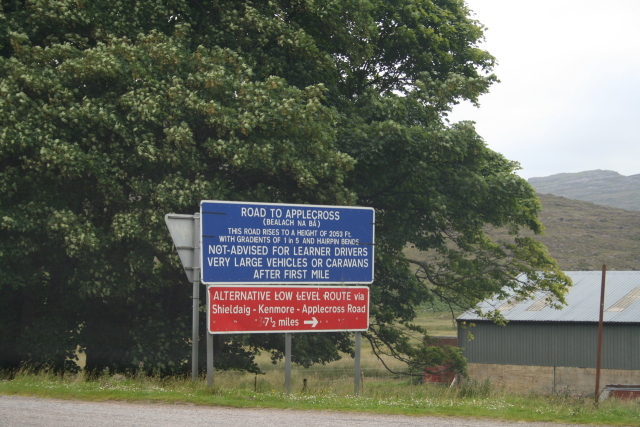 ROAD TO APPLECROSS
(BEALACH NA BÀ)
THIS ROAD RISES TO A HEIGHT OF 2053 Ft.
WITH GRADIENTS OF 1 in 5 AND HAIRPIN BENDS
NOT-ADVISED FOR LEARNER DRIVERS
VERY LARGE VEHICLES OR CARAVANS
AFTER FIRST MILE
ALTERNATIVE LOW LEVEL ROUTE via
Shieldaig - Kenmore - Applecross Road
7½ miles →